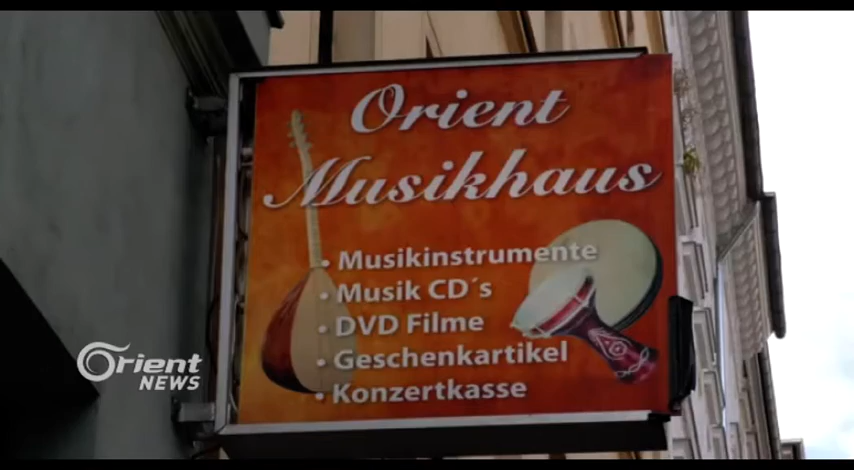 Orient
Musikhaus
• Musikinstrumente
• Musik CD´s
• DVD Filme
• Geschenkartikel
• Konzertkasse
Orient
NEWS